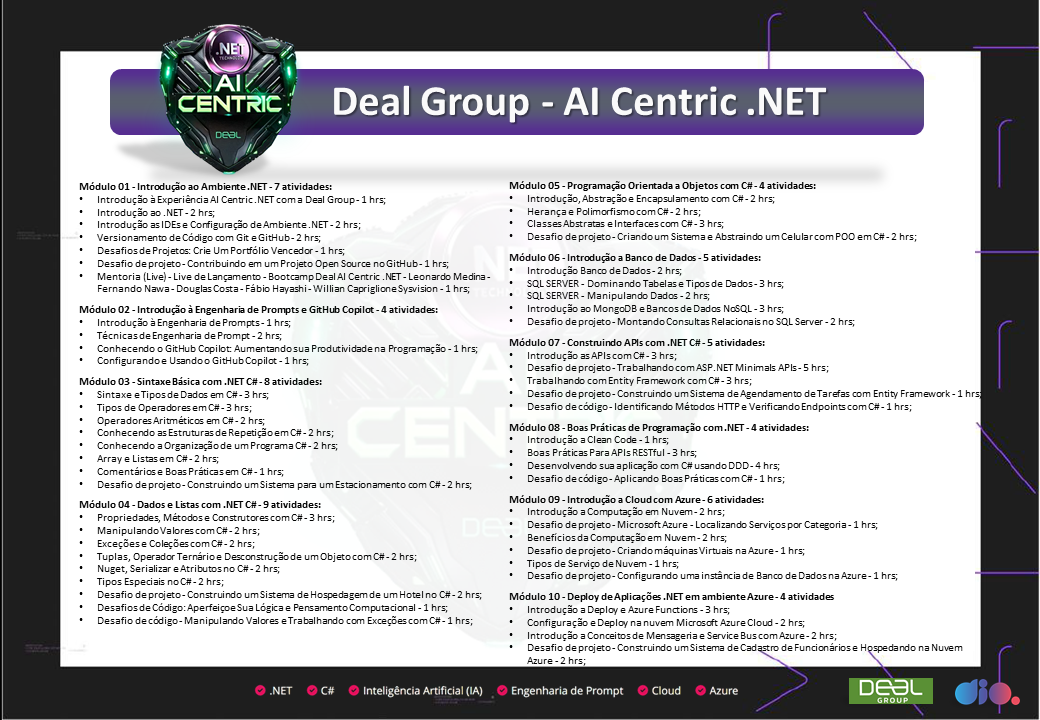 .NET
TECHNOLOGY
AI
CENTRIC
DEAL
Deal Group - AI Centric .NET
Módulo 01 - Introdução ao Ambiente .NET - 7 atividades:
• Introdução à Experiência AI Centric .NET com a Deal Group - 1 hrs;
• Introdução ao .NET - 2 hrs;
• Introdução as IDEs e Configuração de Ambiente .NET - 2 hrs;
• Versionamento de Código com Git e GitHub - 2 hrs;
• Desafios de Projetos: Crie Um Portfólio Vencedor - 1 hrs;
• Desafio de projeto - Contribuindo em um Projeto Open Source no GitHub - 1 hrs;
• Mentoria (Live) - Live de Lançamento - Bootcamp Deal AI Centric .NET - Leonardo Medina -
Fernando Nawa - Douglas Costa - Fábio Hayashi - Willian Capriglione Sysvision - 1 hrs;
Módulo 02 - Introdução à Engenharia de Prompts e GitHub Copilot - 4 atividades:
• Introdução à Engenharia de Prompts - 1 hrs;
• Técnicas de Engenharia de Prompt - 2 hrs;
• Conhecendo o GitHub Copilot: Aumentando sua Produtividade na Programação - 1 hrs;
• Configurando e Usando o GitHub Copilot - 1 hrs;
Módulo 03 - Sintaxe Básica com .NET C# - 8 atividades:
• Sintaxe e Tipos de Dados em C# - 3 hrs;
• Tipos de Operadores em C# - 3 hrs;
• Operadores Aritméticos em C# - 2 hrs;
• Conhecendo as Estruturas de Repetição em C# - 2 hrs;
• Conhecendo a Organização de um Programa C# - 2 hrs;
• Array e Listas em C# - 2 hrs;
• Comentários e Boas Práticas em C# - 1 hrs;
• Desafio de projeto - Construindo um Sistema para um Estacionamento com C# - 2 hrs;
Módulo 04 - Dados e Listas com .NET C# - 9 atividades:
• Propriedades, Métodos e Construtores com C# - 3 hrs;
• Manipulando Valores com C# - 2 hrs;
• Exceções e Coleções com C# - 2 hrs;
• Tuplas, Operador Ternário e Desconstrução de um Objeto com C# - 2 hrs;
• Nuget, Serializar e Atributos no C# - 2 hrs;
• Tipos Especiais no C# - 2 hrs;
• Desafio de projeto - Construindo um Sistema de Hospedagem de um Hotel no C# - 2 hrs;
• Desafios de Código: Aperfeiçoe Sua Lógica e Pensamento Computacional - 1 hrs;
• Desafio de código - Manipulando Valores e Trabalhando com Exceções com C# - 1 hrs;
Módulo 05 - Programação Orientada a Objetos com C# - 4 atividades:
• Introdução, Abstração e Encapsulamento com C# - 2 hrs;
• Herança e Polimorfismo com C# - 2 hrs;
• Classes Abstratas e Interfaces com C# - 3 hrs;
• Desafio de projeto - Criando um Sistema e Abstraindo um Celular com POO em C# - 2 hrs;
Módulo 06 - Introdução a Banco de Dados - 5 atividades:
• Introdução Banco de Dados - 2 hrs;
• SQL SERVER - Dominando Tabelas e Tipos de Dados - 3 hrs;
• SQL SERVER - Manipulando Dados - 2 hrs;
• Introdução ao MongoDB e Bancos de Dados NoSQL - 3 hrs;
• Desafio de projeto - Montando Consultas Relacionais no SQL Server - 2 hrs;
Módulo 07 - Construindo APIs com .NET C# - 5 atividades:
• Introdução as APIs com C# - 3 hrs;
• Desafio de projeto - Trabalhando com ASP.NET Minimals APIs - 5 hrs;
• Trabalhando com Entity Framework com C# - 3 hrs;
• Desafio de projeto - Construindo um Sistema de Agendamento de Tarefas com Entity Framework - 1 hrs;
• Desafio de código - Identificando Métodos HTTP e Verificando Endpoints com C# - 1 hrs;
Módulo 08 - Boas Práticas de Programação com .NET - 4 atividades:
• Introdução a Clean Code - 1 hrs;
• Boas Práticas Para APIs RESTful - 3 hrs;
• Desenvolvendo sua aplicação com C# usando DDD - 4 hrs;
• Desafio de código - Aplicando Boas Práticas com C# - 1 hrs;
Módulo 09 - Introdução a Cloud com Azure - 6 atividades:
• Introdução a Computação em Nuvem - 2 hrs;
• Desafio de projeto - Microsoft Azure - Localizando Serviços por Categoria - 1 hrs;
• Benefícios da Computação em Nuvem - 2 hrs;
• Desafio de projeto - Criando máquinas Virtuais na Azure - 1 hrs;
• Tipos de Serviço de Nuvem - 1 hrs;
• Desafio de projeto - Configurando uma instância de Banco de Dados na Azure - 1 hrs;
Módulo 10 - Deploy de Aplicações .NET em ambiente Azure - 4 atividades
• Introdução a Deploy e Azure Functions - 3 hrs;
• Configuração e Deploy na nuvem Microsoft Azure Cloud - 2 hrs;
• Introdução a Conceitos de Mensageria e Service Bus com Azure - 2 hrs;
• Desafio de projeto - Construindo um Sistema de Cadastro de Funcionários e Hospedando na Nuvem
Azure - 2 hrs;
.NET C# Inteligência Artificial (IA) Engenharia de Prompt Cloud Azure
DEAL
GROUP
dio.